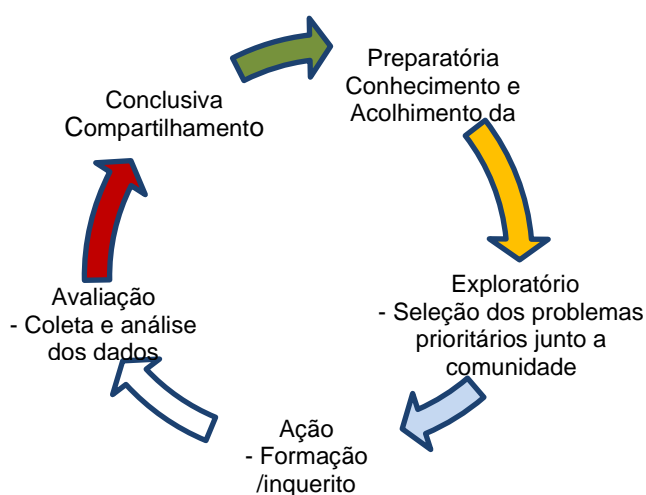 Preparatória
Conhecimento e
Acolhimento da
Exploratório
- Seleção dos problemas
prioritários junto a
comunidade
Ação
- Formação
/inquerito
Avaliação
- Coleta e análise
dos dados
Conclusiva
Compartilhamento